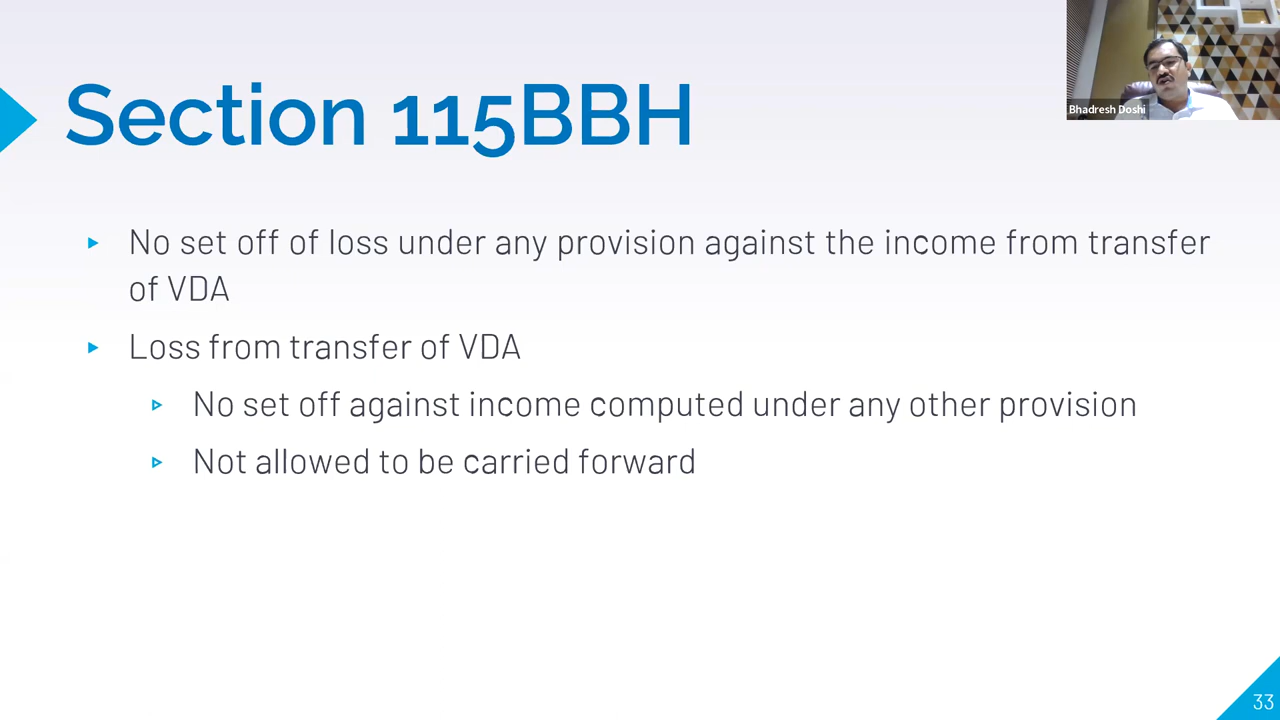 Section 115BBH
Bhadresh Doshi
No set off of loss under any provision against the income from transfer
of VDA
Loss from transfer of VDA
No set off against income computed under any other provision
Not allowed to be carried forward
33